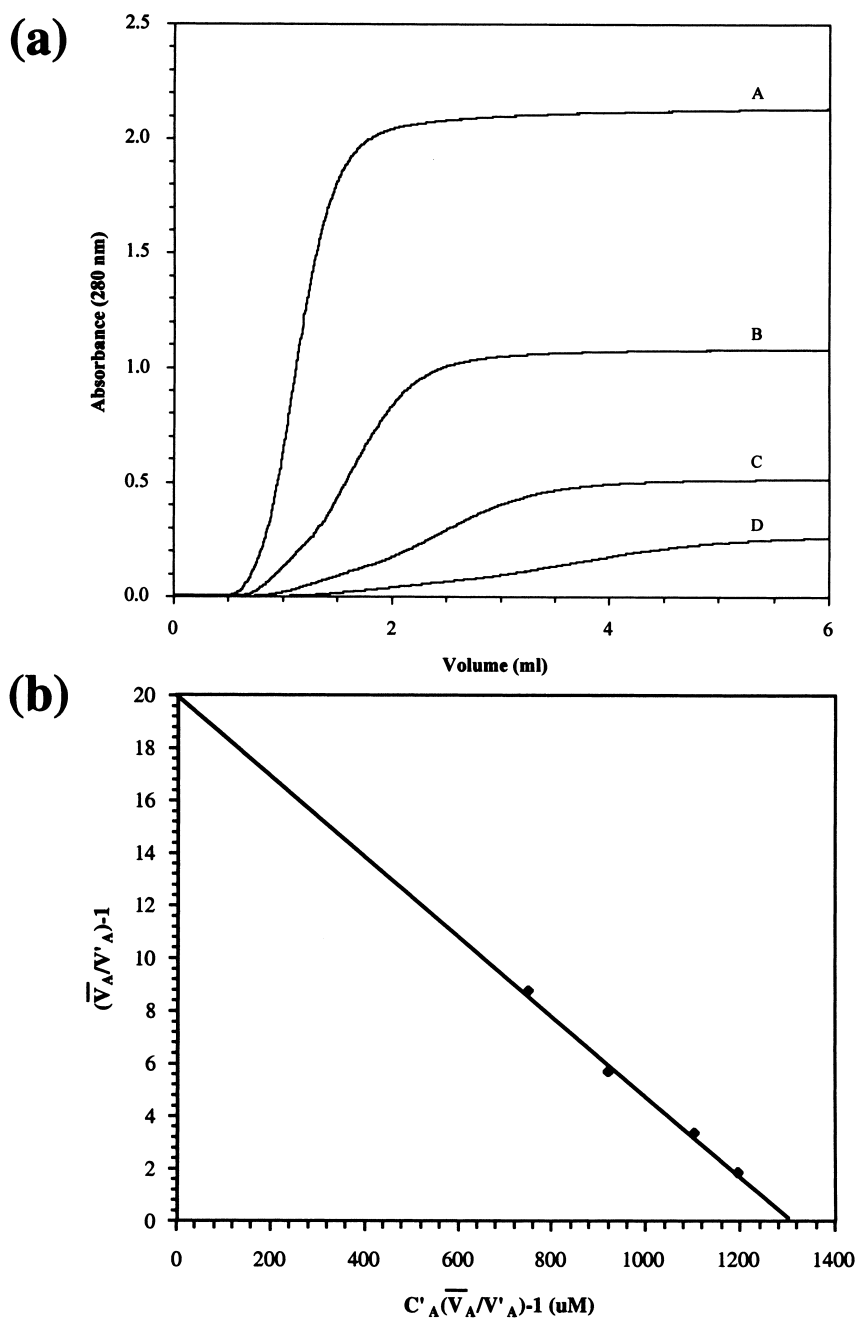 (a)
2.5
2.0
1.5
1.0
0.5
0.0
Absorbance (280 nm)
A
B
C
D
0 2 4 6
Volume (ml)
(b)
20
18
16
14
12
10
8
6
4
2
0
(V̅A/V'A)-1
0 200 400 600 800 1000 1200 1400
C'A(V̅A/V'A)-1 (uM)